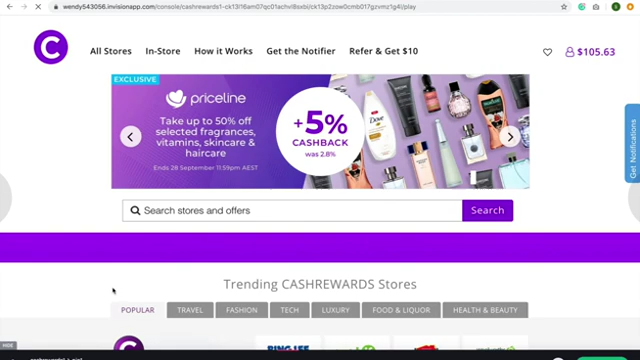 wendy543056.invisionapp.com/console/cashrewards1-ck13l16am07qc01achvl8sxbi/ck13p2zow0cmb017gzvmz1g4i/play
C
All Stores
In-Store
How it Works
Get the Notifier
Refer & Get $10
$105.63
EXCLUSIVE
priceline
Take up to 50% off
selected fragrances,
vitamins, skincare &
haircare
Ends 28 September 11:59pm AEST
+5%
CASHBACK
was 2.8%
Dove
Get Notifications
Search stores and offers
Search
Trending CASHREWARDS Stores
POPULAR
TRAVEL
FASHION
TECH
LUXURY
FOOD & LIQUOR
HEALTH & BEAUTY
HIDE